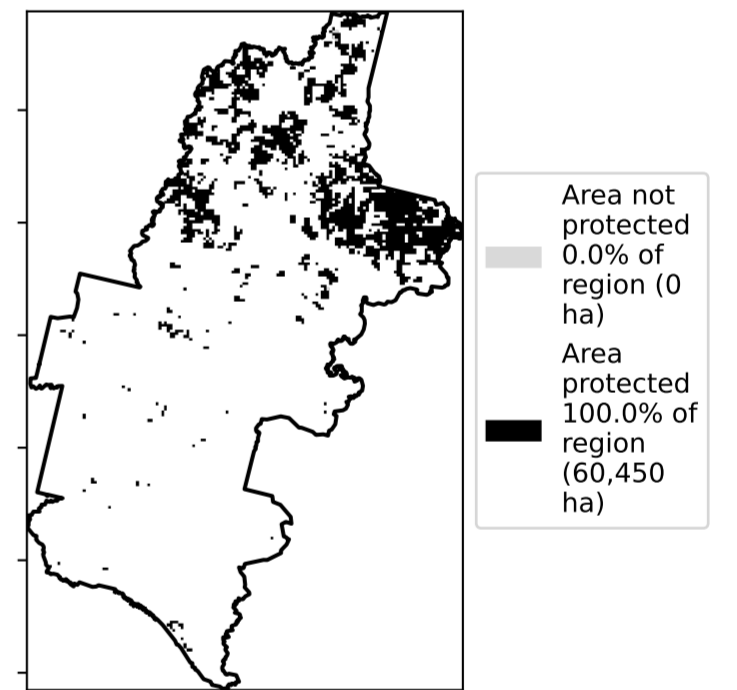 Area not
protected
0.0% of
region (0
ha)
Area
protected
100.0% of
region
(60,450
ha)